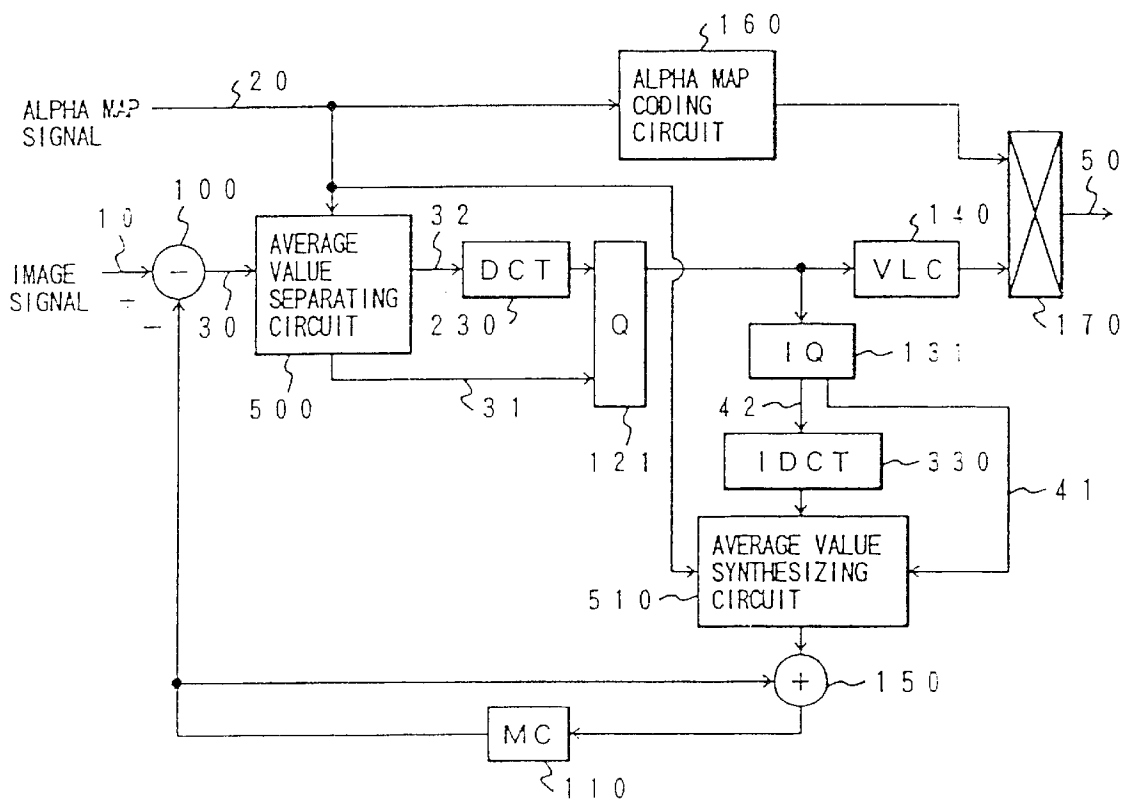 160
20
ALPHA MAP
SIGNAL
ALPHA MAP
CODING
CIRCUIT
50
100
10
32
140
IMAGE
SIGNAL
+
−
−
30
AVERAGE
VALUE
SEPARATING
CIRCUIT
DCT
230
Q
VLC
170
500
31
121
IQ
131
42
IDCT
330
41
AVERAGE VALUE
SYNTHESIZING
CIRCUIT
510
+
150
MC
110